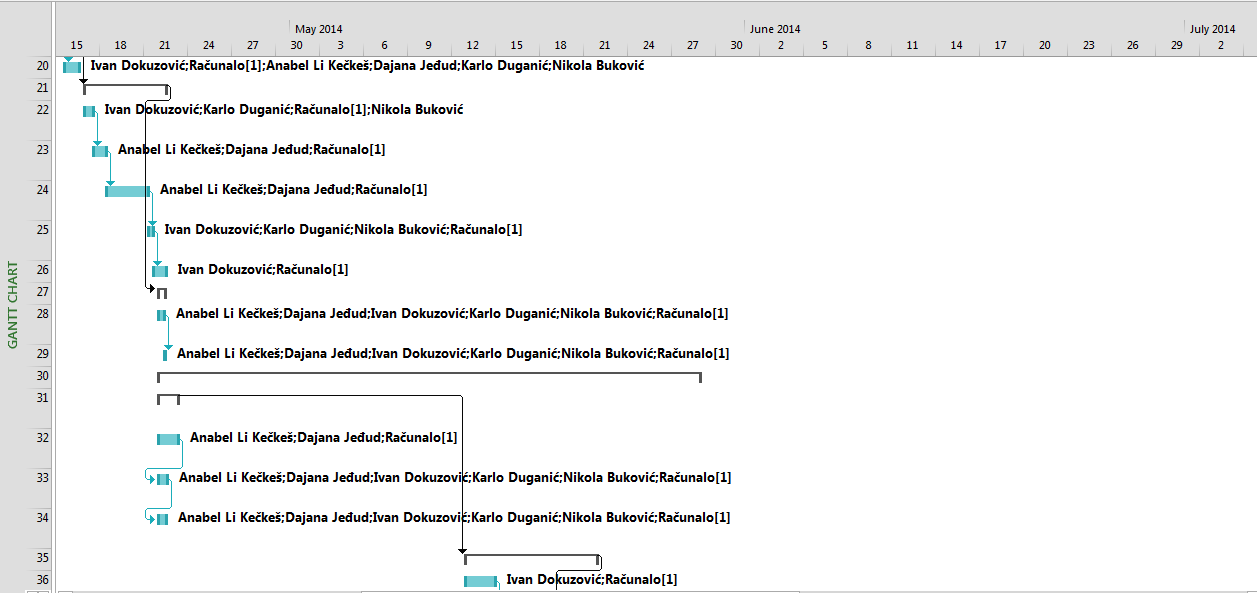 May 2014 June 2014 July 2014
15 18 21 24 27 30 3 6 9 12 15 18 21 24 27 30 2 5 8 11 14 17 20 23 26 29 2
GANTT CHART
20 Ivan Dokuzović;Računalo[1];Anabel Li Kečkeš;Dajana Jeđud;Karlo Duganić;Nikola Buković
21
22 Ivan Dokuzović;Karlo Duganić;Računalo[1];Nikola Buković
23 Anabel Li Kečkeš;Dajana Jeđud;Računalo[1]
24 Anabel Li Kečkeš;Dajana Jeđud;Računalo[1]
25 Ivan Dokuzović;Karlo Duganić;Nikola Buković;Računalo[1]
26 Ivan Dokuzović;Računalo[1]
27
28 Anabel Li Kečkeš;Dajana Jeđud;Ivan Dokuzović;Karlo Duganić;Nikola Buković;Računalo[1]
29 Anabel Li Kečkeš;Dajana Jeđud;Ivan Dokuzović;Karlo Duganić;Nikola Buković;Računalo[1]
30
31
32 Anabel Li Kečkeš;Dajana Jeđud;Računalo[1]
33 Anabel Li Kečkeš;Dajana Jeđud;Ivan Dokuzović;Karlo Duganić;Nikola Buković;Računalo[1]
34 Anabel Li Kečkeš;Dajana Jeđud;Ivan Dokuzović;Karlo Duganić;Nikola Buković;Računalo[1]
35
36 Ivan Dokuzović;Računalo[1]